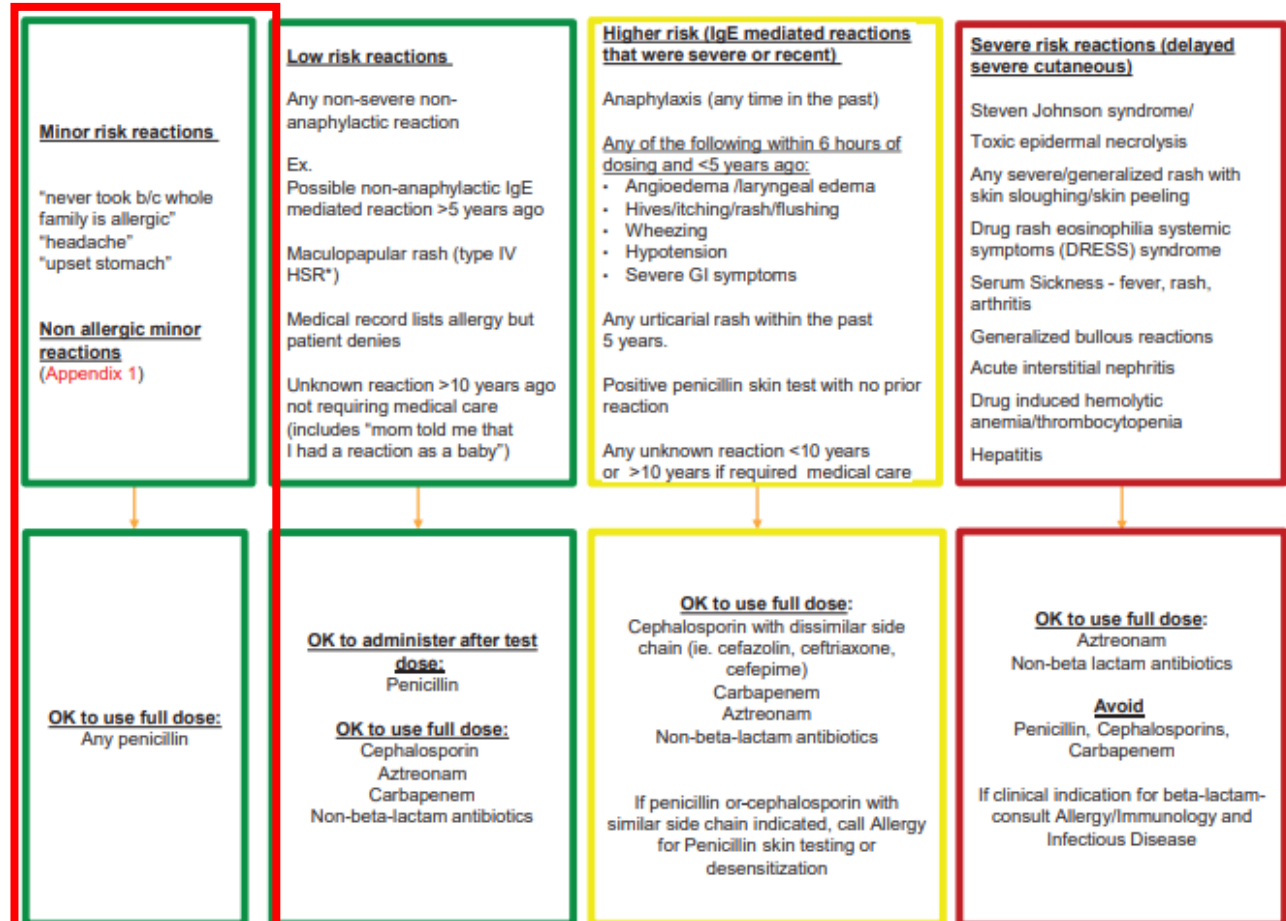 Minor risk reactions
"never took b/c whole
family is allergic"
"headache"
"upset stomach"
Non allergic minor
reactions
(Appendix 1)
OK to use full dose:
Any penicillin
Low risk reactions
Any non-severe non-
anaphylactic reaction
Ex.
Possible non-anaphylactic IgE
mediated reaction >5 years ago
Maculopapular rash (type IV
HSR*)
Medical record lists allergy but
patient denies
Unknown reaction >10 years ago
not requiring medical care
(includes "mom told me that
I had a reaction as a baby")
OK to administer after test
dose:
Penicillin
OK to use full dose:
Cephalosporin
Aztreonam
Carbapenem
Non-beta-lactam antibiotics
Higher risk (IgE mediated reactions
that were severe or recent)
Anaphylaxis (any time in the past)
Any of the following within 6 hours of
dosing and <5 years ago:
• Angioedema /laryngeal edema
• Hives/itching/rash/flushing
• Wheezing
• Hypotension
• Severe GI symptoms
Any urticarial rash within the past
5 years.
Positive penicillin skin test with no prior
reaction
Any unknown reaction <10 years
or >10 years if required medical care
OK to use full dose:
Cephalosporin with dissimilar side
chain (ie. cefazolin, ceftriaxone,
cefepime)
Carbapenem
Aztreonam
Non-beta-lactam antibiotics
If penicillin or-cephalosporin with
similar side chain indicated, call Allergy
for Penicillin skin testing or
desensitization
Severe risk reactions (delayed
severe cutaneous)
Steven Johnson syndrome/
Toxic epidermal necrolysis
Any severe/generalized rash with
skin sloughing/skin peeling
Drug rash eosinophilia systemic
symptoms (DRESS) syndrome
Serum Sickness - fever, rash,
arthritis
Generalized bullous reactions
Acute interstitial nephritis
Drug induced hemolytic
anemia/thrombocytopenia
Hepatitis
OK to use full dose:
Aztreonam
Non-beta lactam antibiotics
Avoid
Penicillin, Cephalosporins,
Carbapenem
If clinical indication for beta-lactam-
consult Allergy/Immunology and
Infectious Disease